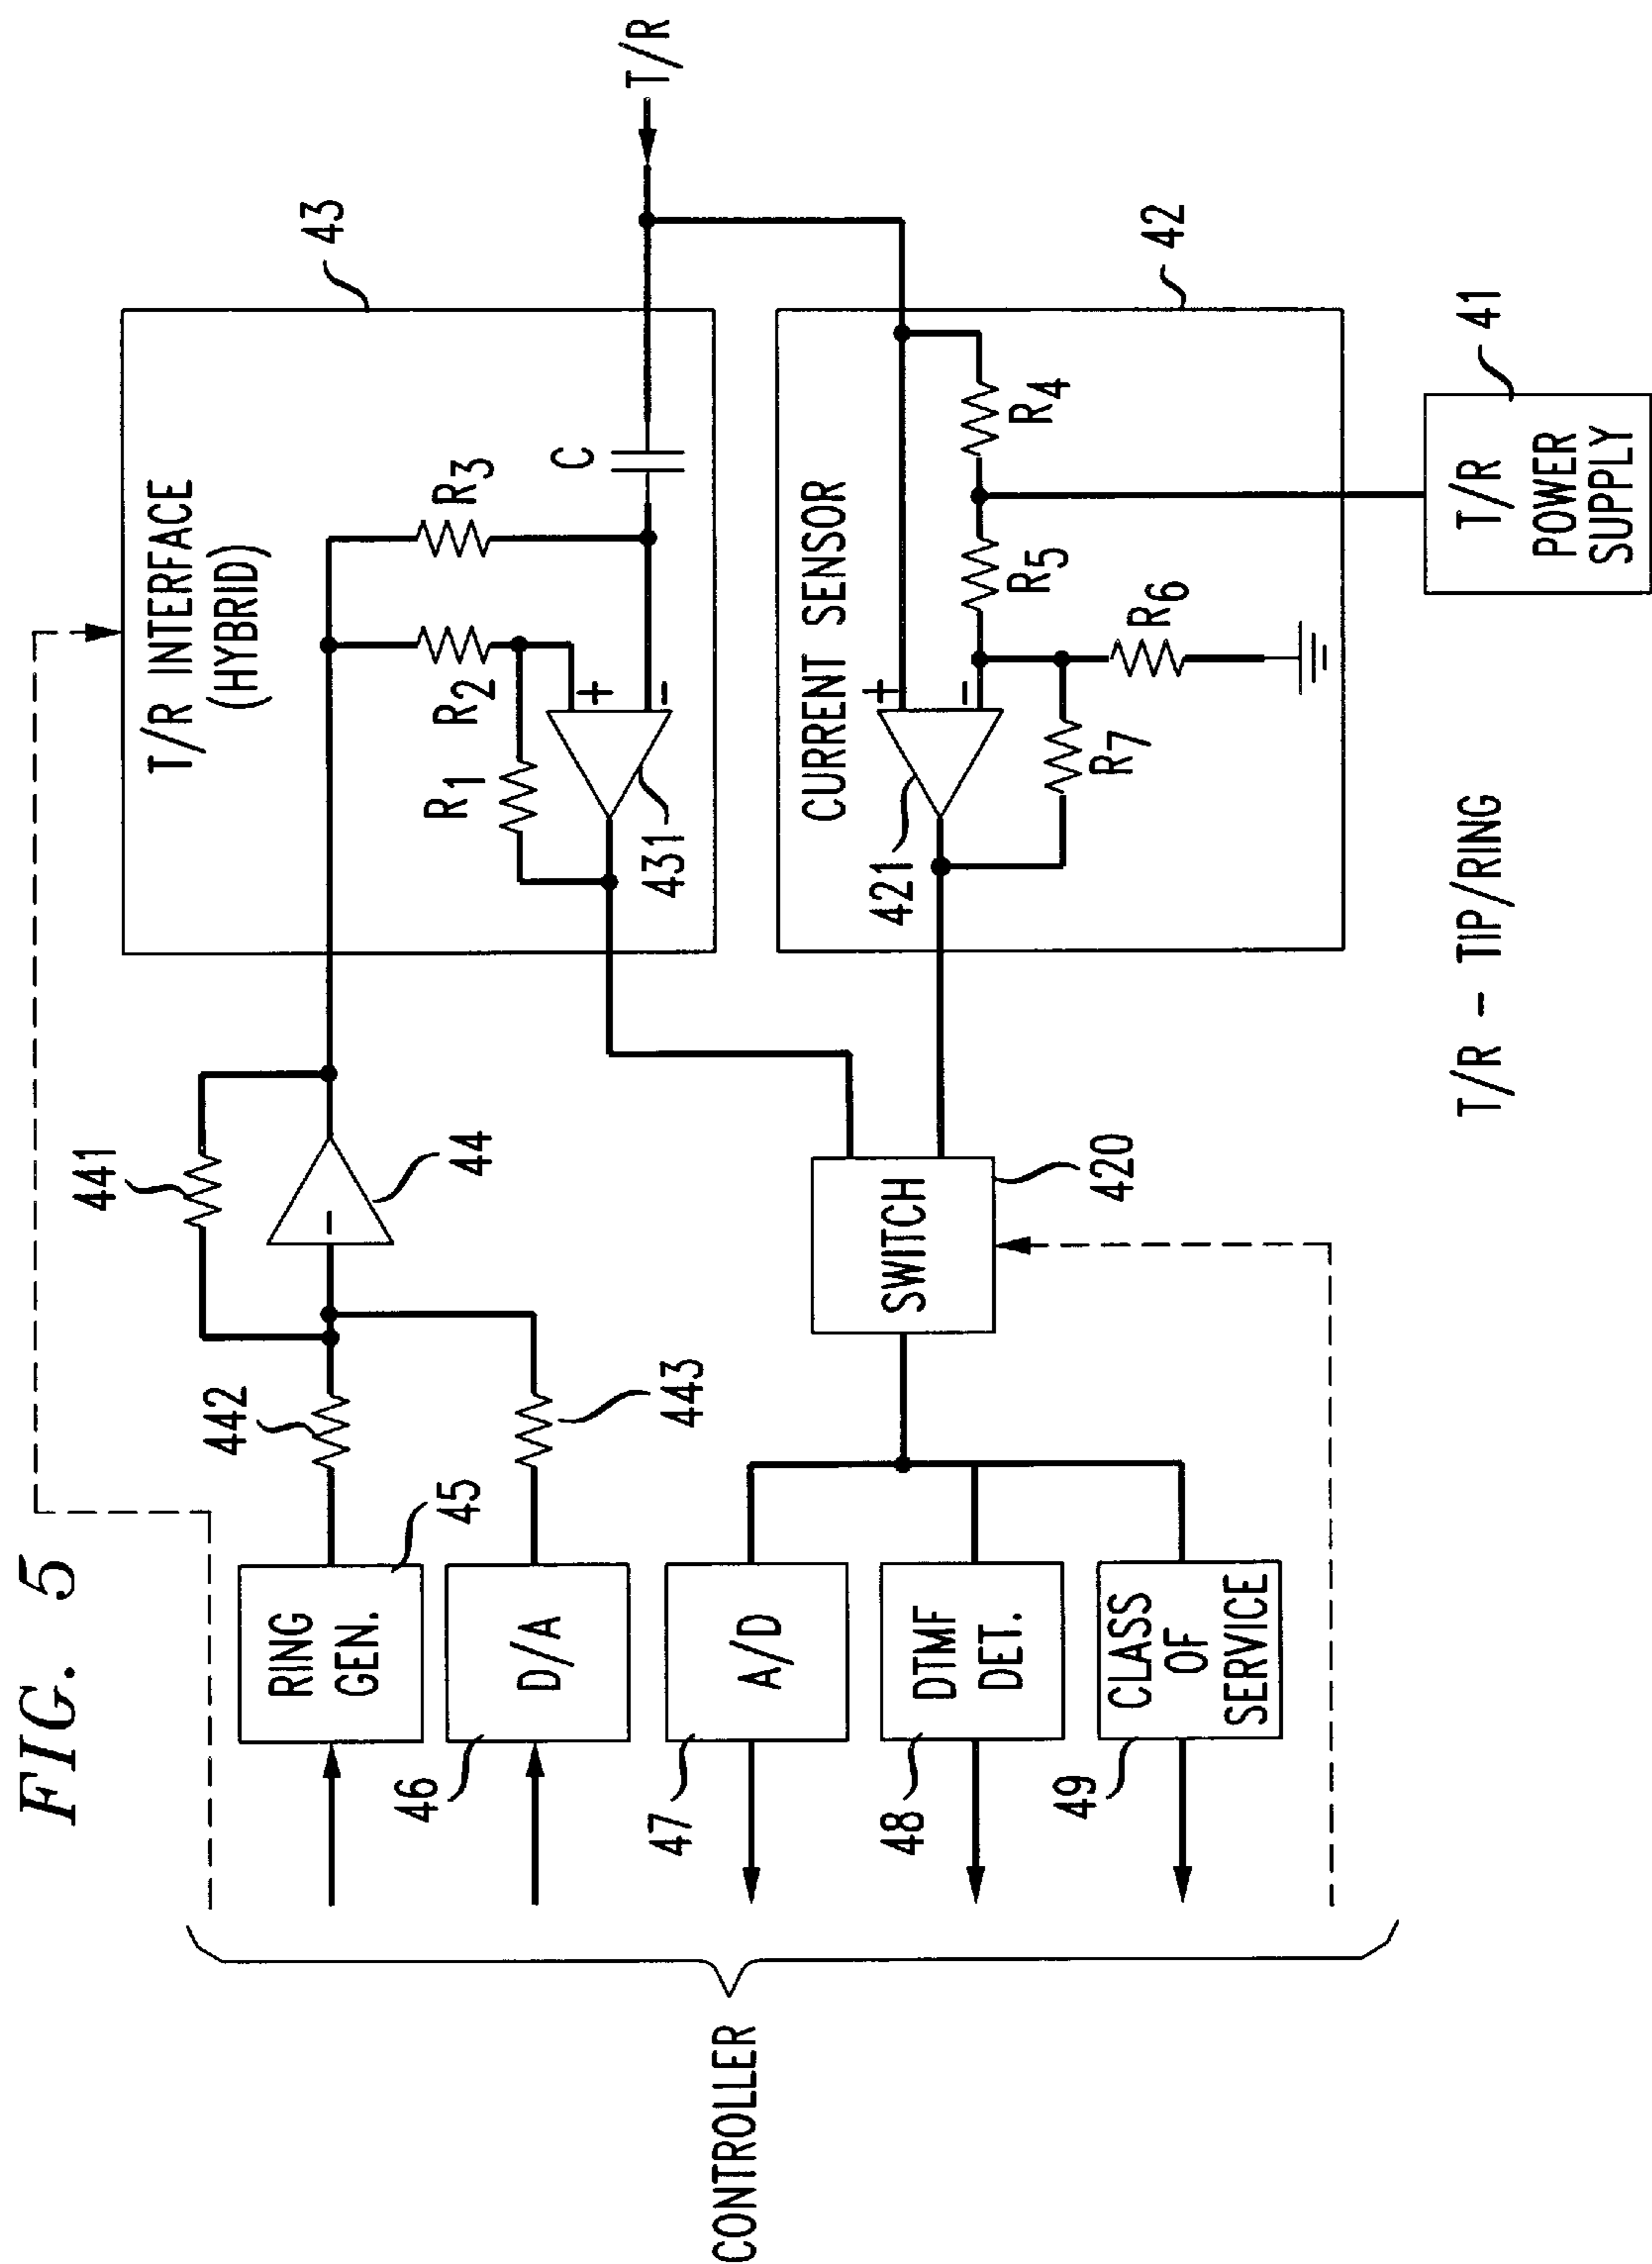 FIG. 5
441
442
44
RING
GEN.
45
D/A
46
443
A/D
47
DTMF
DET.
48
CLASS
OF
SERVICE
49
SWITCH
420
CONTROLLER
T/R INTERFACE
(HYBRID)
43
R1
R2
R3
C
+
-
431
T/R
CURRENT SENSOR
42
+
-
421
R4
R5
R6
R7
T/R
POWER
SUPPLY
41
T/R - TIP/RING
-